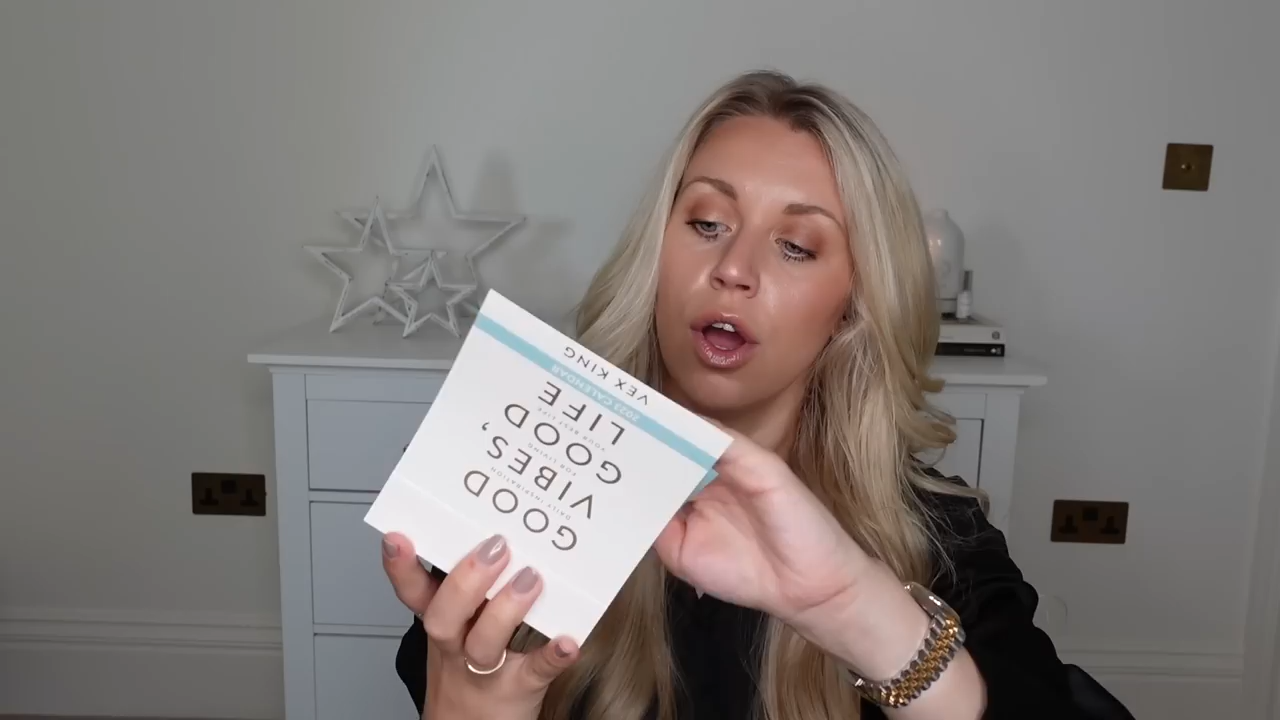 GOOD
DAILY INSPIRATION
VIBES,
FOR LIVING
GOOD
YOUR BEST LIFE
LIFE
2023 CALENDAR
VEX KING